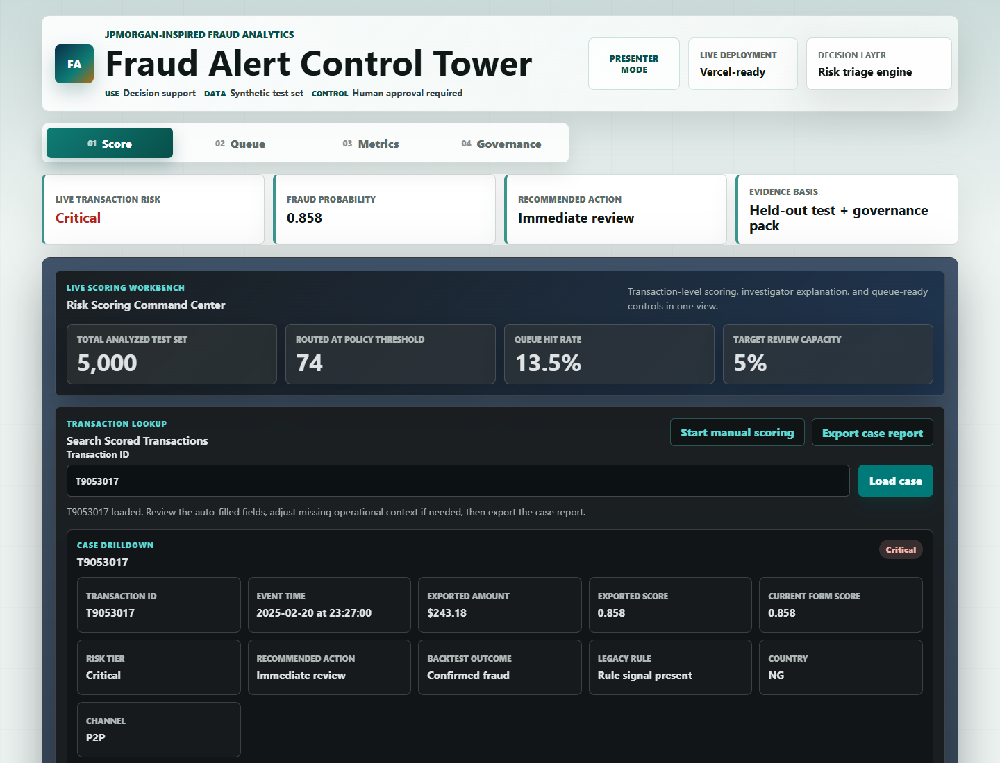 FA
JPMORGAN-INSPIRED FRAUD ANALYTICS
Fraud Alert Control Tower
USE Decision support DATA Synthetic test set CONTROL Human approval required
PRESENTER
MODE
LIVE DEPLOYMENT
Vercel-ready
DECISION LAYER
Risk triage engine
01 Score
02 Queue
03 Metrics
04 Governance
LIVE TRANSACTION RISK
Critical
FRAUD PROBABILITY
0.858
RECOMMENDED ACTION
Immediate review
EVIDENCE BASIS
Held-out test + governance
pack
LIVE SCORING WORKBENCH
Risk Scoring Command Center
Transaction-level scoring, investigator explanation, and queue-ready
controls in one view.
TOTAL ANALYZED TEST SET
5,000
ROUTED AT POLICY THRESHOLD
74
QUEUE HIT RATE
13.5%
TARGET REVIEW CAPACITY
5%
TRANSACTION LOOKUP
Search Scored Transactions
Start manual scoring
Export case report
Transaction ID
T9053017
Load case
T9053017 loaded. Review the auto-filled fields, adjust missing operational context if needed, then export the case report.
CASE DRILLDOWN
T9053017
Critical
TRANSACTION ID
T9053017
EVENT TIME
2025-02-20 at 23:27:00
EXPORTED AMOUNT
$243.18
EXPORTED SCORE
0.858
CURRENT FORM SCORE
0.858
RISK TIER
Critical
RECOMMENDED ACTION
Immediate review
BACKTEST OUTCOME
Confirmed fraud
LEGACY RULE
Rule signal present
COUNTRY
NG
CHANNEL
P2P